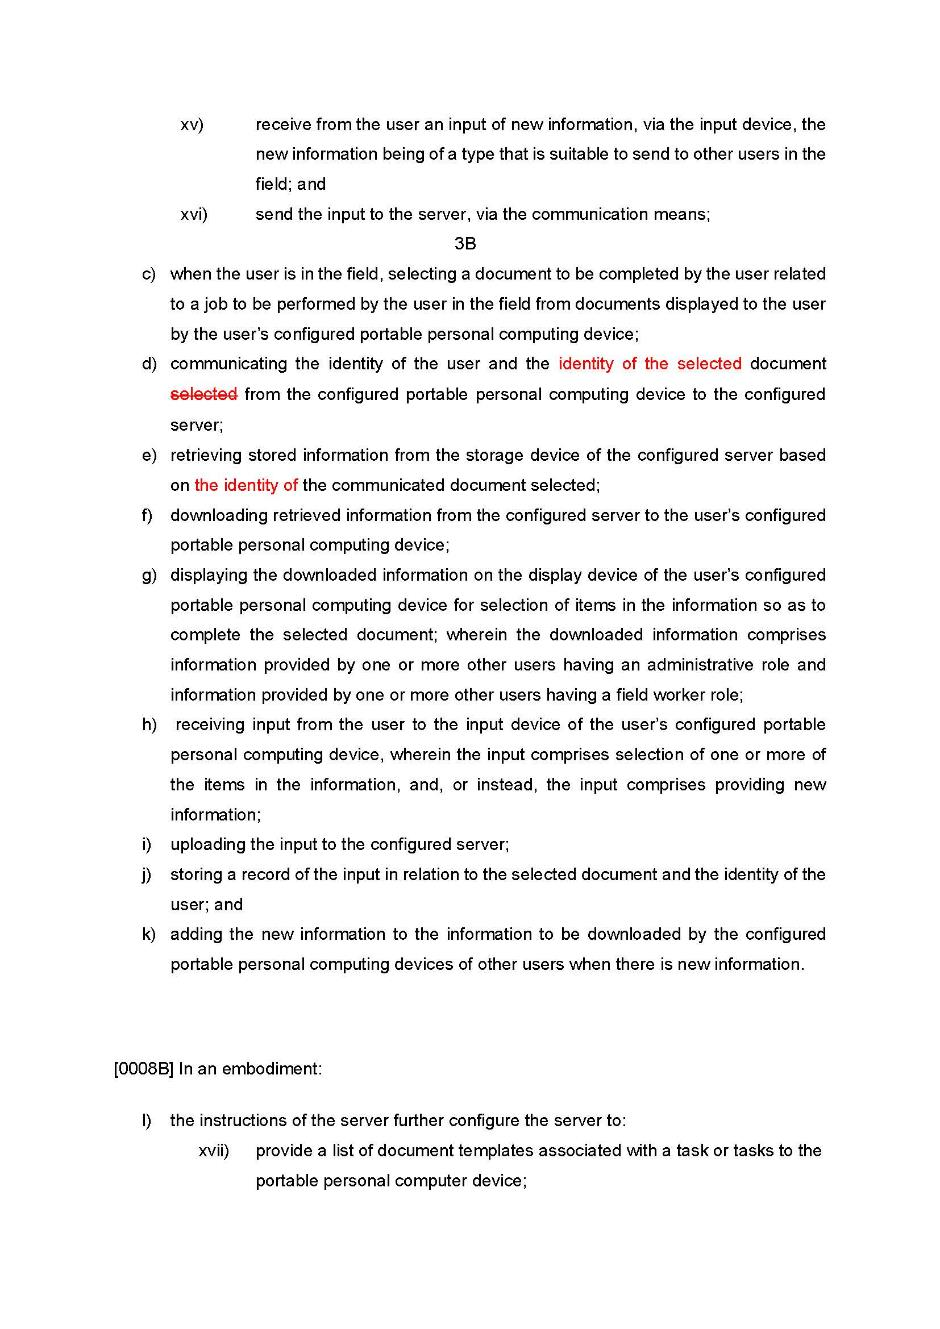 xv) receive from the user an input of new information, via the input device, the
new information being of a type that is suitable to send to other users in the
field; and
xvi) send the input to the server, via the communication means;
3B
c) when the user is in the field, selecting a document to be completed by the user related
to a job to be performed by the user in the field from documents displayed to the user
by the user's configured portable personal computing device;
d) communicating the identity of the user and the identity of the selected document
selected from the configured portable personal computing device to the configured
server;
e) retrieving stored information from the storage device of the configured server based
on the identity of the communicated document selected;
f) downloading retrieved information from the configured server to the user's configured
portable personal computing device;
g) displaying the downloaded information on the display device of the user's configured
portable personal computing device for selection of items in the information so as to
complete the selected document; wherein the downloaded information comprises
information provided by one or more other users having an administrative role and
information provided by one or more other users having a field worker role;
h) receiving input from the user to the input device of the user's configured portable
personal computing device, wherein the input comprises selection of one or more of
the items in the information, and, or instead, the input comprises providing new
information;
i) uploading the input to the configured server;
j) storing a record of the input in relation to the selected document and the identity of the
user; and
k) adding the new information to the information to be downloaded by the configured
portable personal computing devices of other users when there is new information.
[0008B] In an embodiment:
l) the instructions of the server further configure the server to:
xvii) provide a list of document templates associated with a task or tasks to the
portable personal computer device;